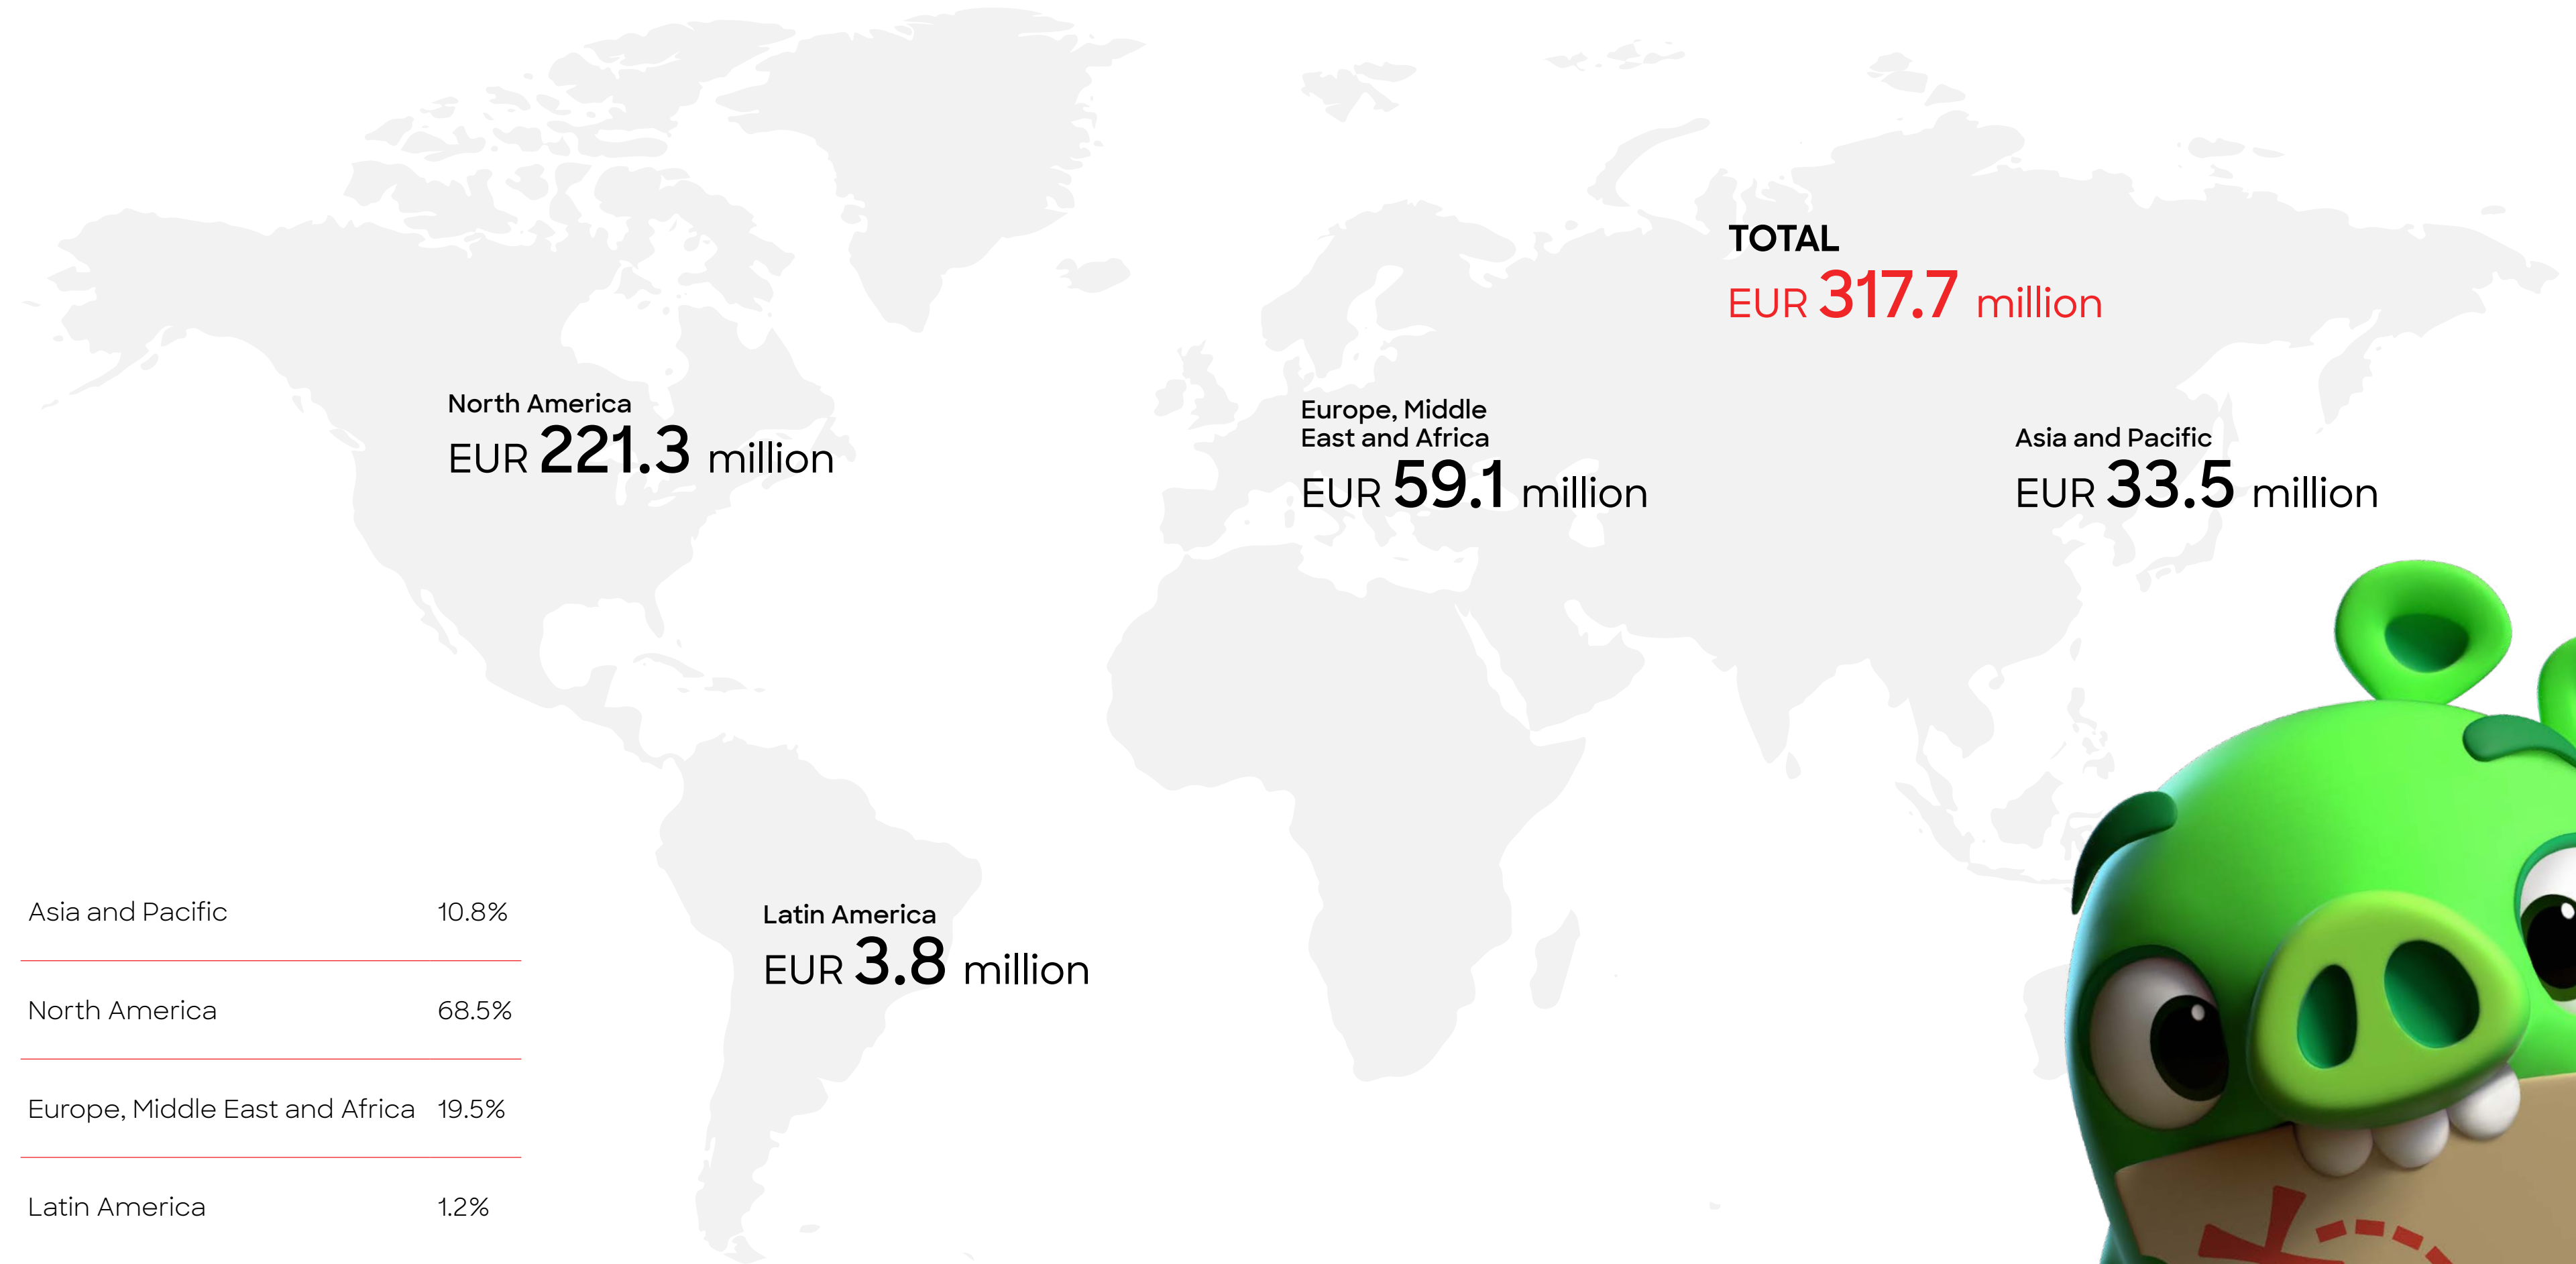 TOTAL
EUR 317.7 million
North America
EUR 221.3 million
Europe, Middle
East and Africa
EUR 59.1 million
Asia and Pacific
EUR 33.5 million
Latin America
EUR 3.8 million
Asia and Pacific 10.8%
North America 68.5%
Europe, Middle East and Africa 19.5%
Latin America 1.2%